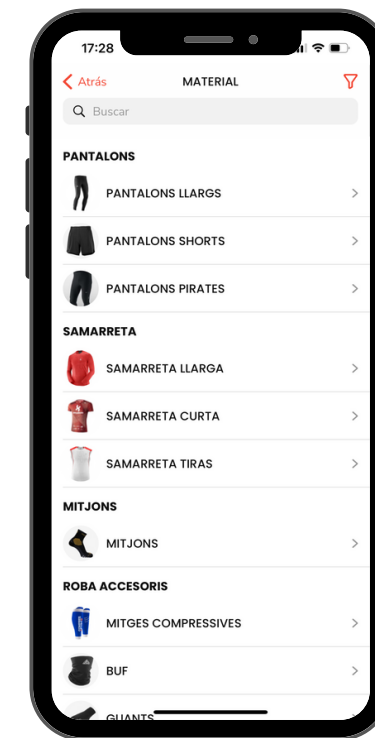 17:28
Atrás
MATERIAL
Buscar
PANTALONS
PANTALONS LLARGS
PANTALONS SHORTS
PANTALONS PIRATES
SAMARRETA
SAMARRETA LLARGA
SAMARRETA CURTA
SAMARRETA TIRAS
MITJONS
MITJONS
ROBA ACCESORIS
MITGES COMPRESSIVES
BUF
GUANTS